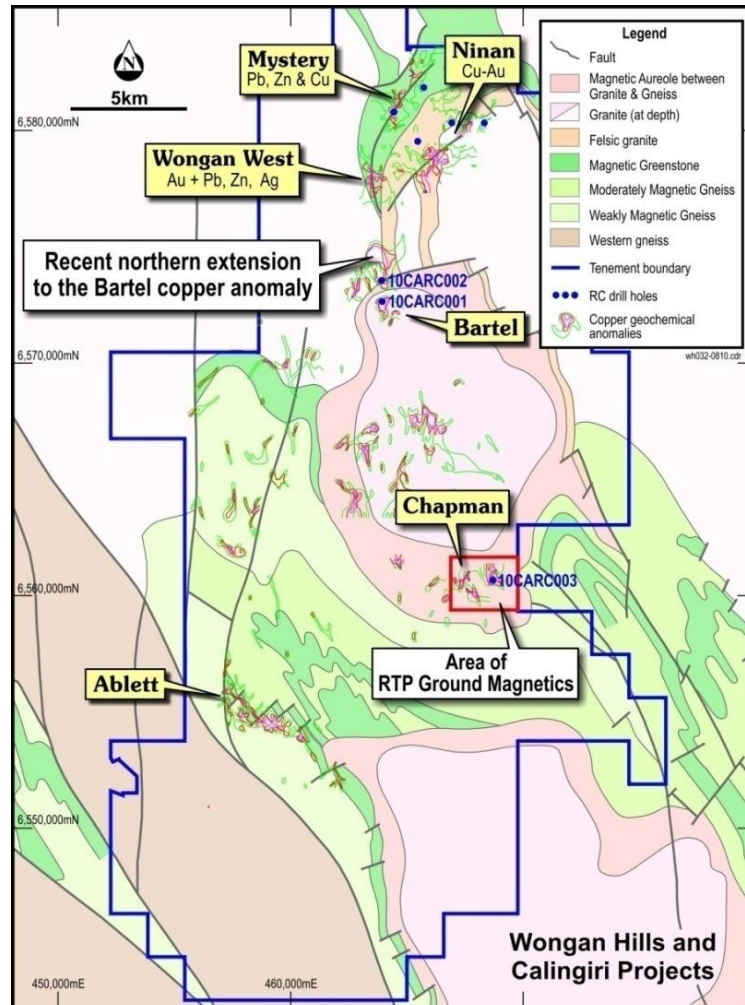 N
5km
6,580,000mN
6,570,000mN
6,560,000mN
6,550,000mN
450,000mE
460,000mE
Mystery
Pb, Zn & Cu
Ninan
Cu-Au
Wongan West
Au + Pb, Zn, Ag
Recent northern extension
to the Bartel copper anomaly
10CARC002
10CARC001
Bartel
Chapman
10CARC003
Area of
RTP Ground Magnetics
Ablett
Wongan Hills and
Calingiri Projects
Legend
Fault
Magnetic Aureole between
Granite & Gneiss
Granite (at depth)
Felsic granite
Magnetic Greenstone
Moderately Magnetic Gneiss
Weakly Magnetic Gneiss
Western gneiss
Tenement boundary
RC drill holes
Copper geochemical
anomalies
wh032-0810.cdr